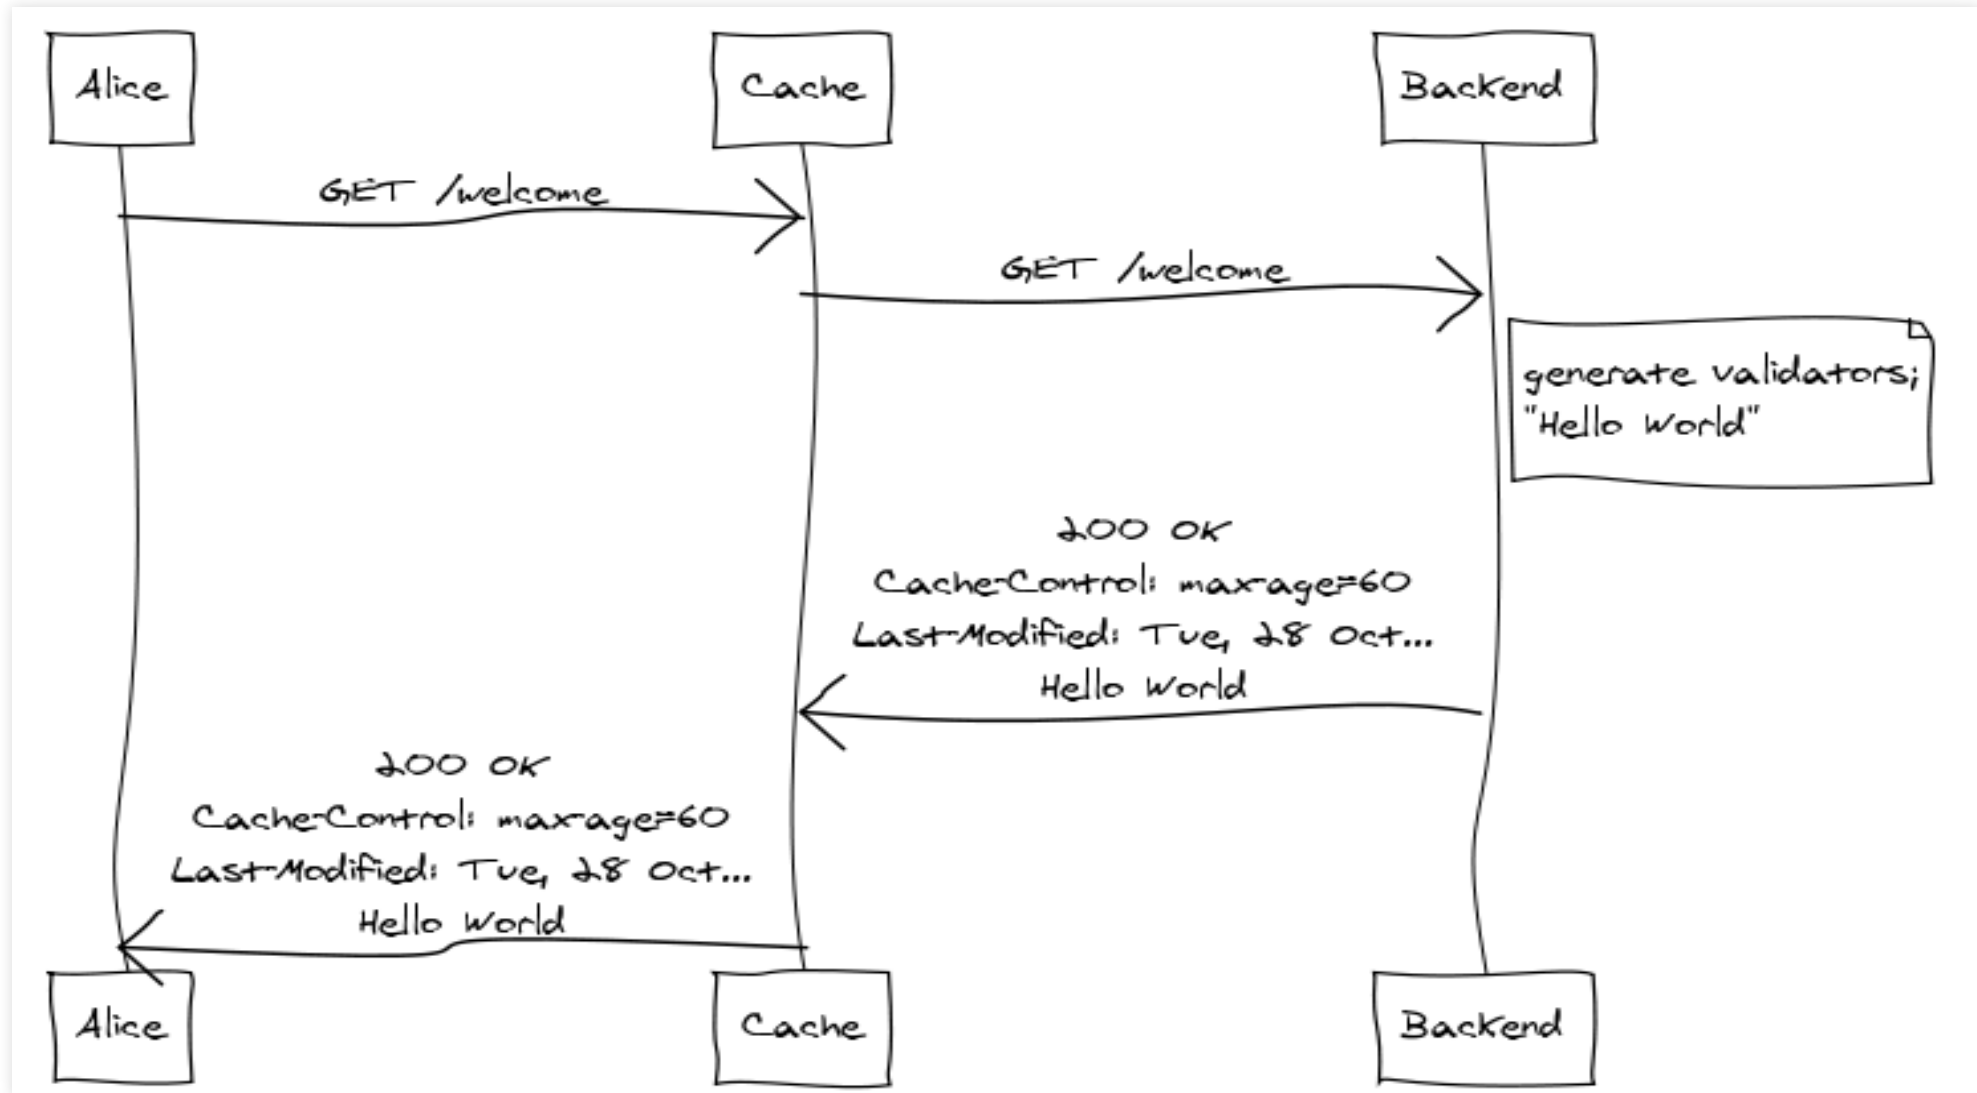 Alice
Cache
Backend
GET /welcome
GET /welcome
generate validators;
"Hello World"
200 OK
Cache-Control: max-age=60
Last-Modified: Tue, 28 Oct...
Hello World
200 OK
Cache-Control: max-age=60
Last-Modified: Tue, 28 Oct...
Hello World
Alice
Cache
Backend